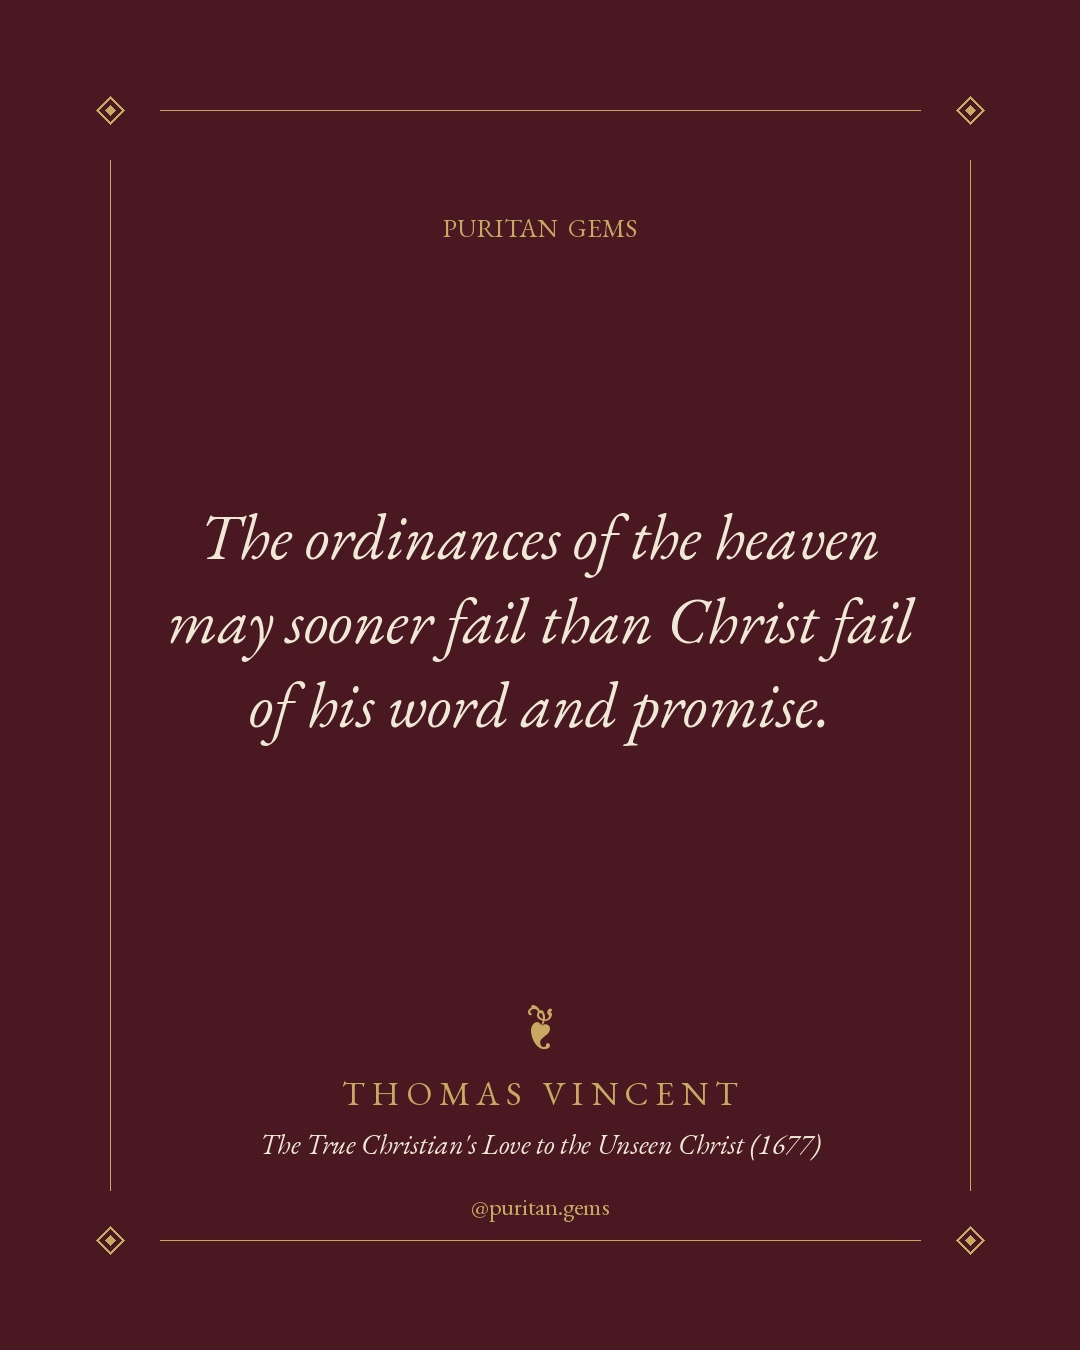 PURITAN GEMS
The ordinances of the heaven
may sooner fail than Christ fail
of his word and promise.
THOMAS VINCENT
The True Christian's Love to the Unseen Christ (1677)
@puritan.gems